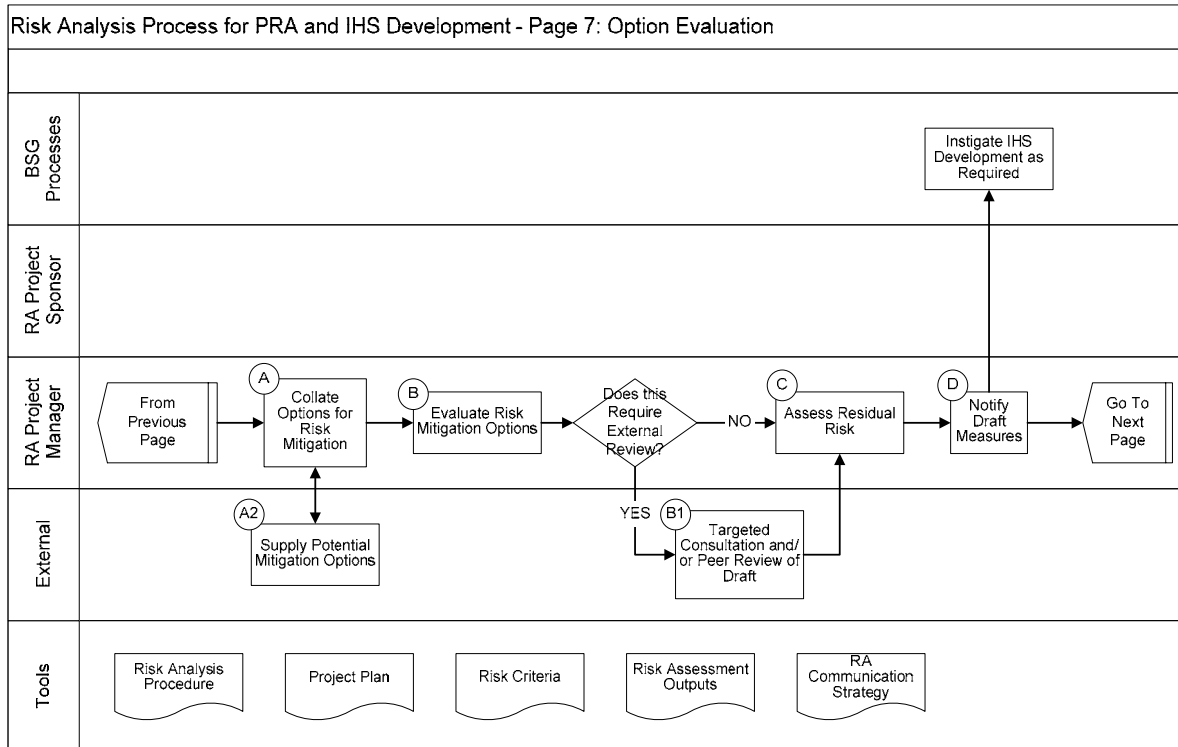 Risk Analysis Process for PRA and IHS Development - Page 7: Option Evaluation
BSG
Processes
Instigate IHS
Development as
Required
RA Project
Sponsor
RA Project
Manager
From
Previous
Page
A
Collate
Options for
Risk
Mitigation
B
Evaluate Risk
Mitigation Options
Does this
Require
External
Review?
NO
C
Assess Residual
Risk
D
Notify
Draft
Measures
Go To
Next
Page
External
A2
Supply Potential
Mitigation Options
YES
B1
Targeted
Consultation and/
or Peer Review of
Draft
Tools
Risk Analysis
Procedure
Project Plan
Risk Criteria
Risk Assessment
Outputs
RA
Communication
Strategy